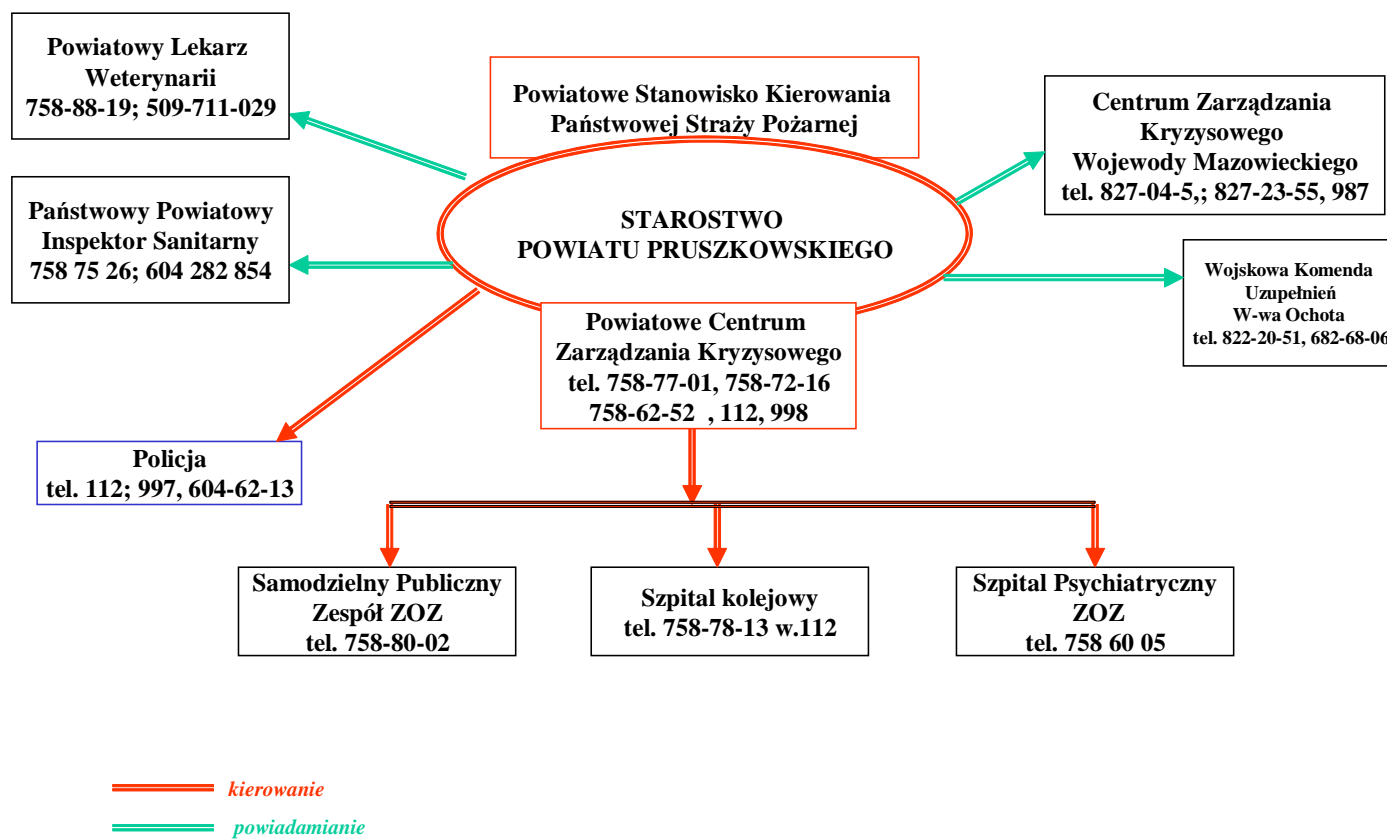 Powiatowy Lekarz
Weterynarii
758-88-19; 509-711-029
Powiatowe Stanowisko Kierowania
Państwowej Straży Pożarnej
Centrum Zarządzania
Kryzysowego
Wojewody Mazowieckiego
tel. 827-04-5,; 827-23-55, 987
Państwowy Powiatowy
Inspektor Sanitarny
758 75 26; 604 282 854
STAROSTWO
POWIATU PRUSZKOWSKIEGO
Wojskowa Komenda
Uzupełnień
W-wa Ochota
tel. 822-20-51, 682-68-06
Powiatowe Centrum
Zarządzania Kryzysowego
tel. 758-77-01, 758-72-16
758-62-52 , 112, 998
Policja
tel. 112; 997, 604-62-13
Samodzielny Publiczny
Zespół ZOZ
tel. 758-80-02
Szpital kolejowy
tel. 758-78-13 w.112
Szpital Psychiatryczny
ZOZ
tel. 758 60 05
kierowanie
powiadamianie